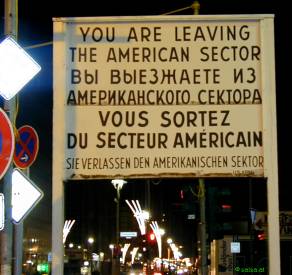 YOU ARE LEAVING
THE AMERICAN SECTOR
ВЫ ВЫЕЗЖАЕТЕ ИЗ
АМЕРИКАНСКОГО СЕКТОРА
VOUS SORTEZ
DU SECTEUR AMÉRICAIN
SIE VERLASSEN DEN AMERIKANISCHEN SEKTOR